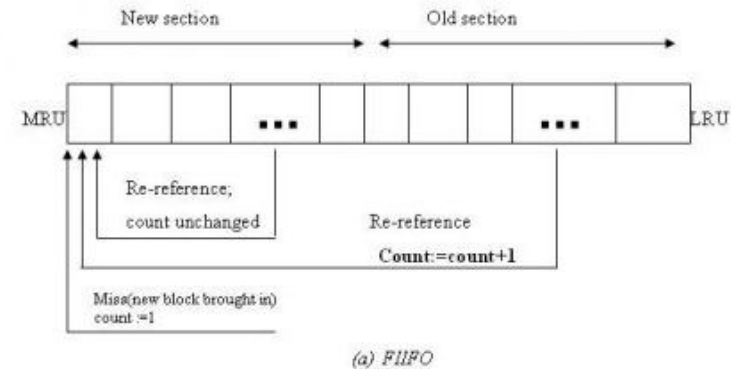 New section
Old section
MRU
LRU
Re-reference;
count unchanged
Re-reference
Count:=count+1
Miss(new block brought in)
count :=1
(a) FIIFO